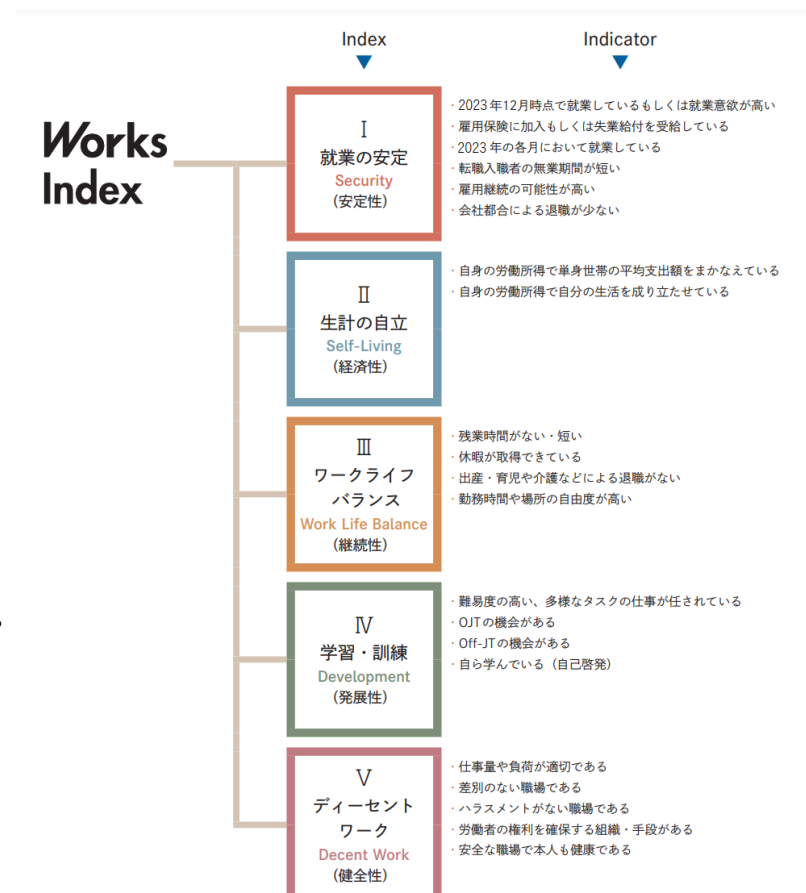 Index
Indicator
Works
Index
Ⅰ
就業の安定
Security
(安定性)
· 2023年12月時点で就業しているもしくは就業意欲が高い
· 雇用保険に加入もしくは失業給付を受給している
· 2023年の各月において就業している
· 転職入職者の無業期間が短い
· 雇用継続の可能性が高い
· 会社都合による退職が少ない
Ⅱ
生計の自立
Self-Living
(経済性)
· 自身の労働所得で単身世帯の平均支出額をまかなえている
· 自身の労働所得で自分の生活を成り立たせている
Ⅲ
ワークライフ
バランス
Work Life Balance
(継続性)
· 残業時間がない・短い
· 休暇が取得できている
· 出産・育児や介護などによる退職がない
· 勤務時間や場所の自由度が高い
Ⅳ
学習・訓練
Development
(発展性)
· 難易度の高い、多様なタスクの仕事が任されている
· OJTの機会がある
· Off-JTの機会がある
· 自ら学んでいる（自己啓発）
Ⅴ
ディーセント
ワーク
Decent Work
(健全性)
· 仕事量や負荷が適切である
· 差別のない職場である
· ハラスメントがない職場である
· 労働者の権利を確保する組織・手段がある
· 安全な職場で本人も健康である